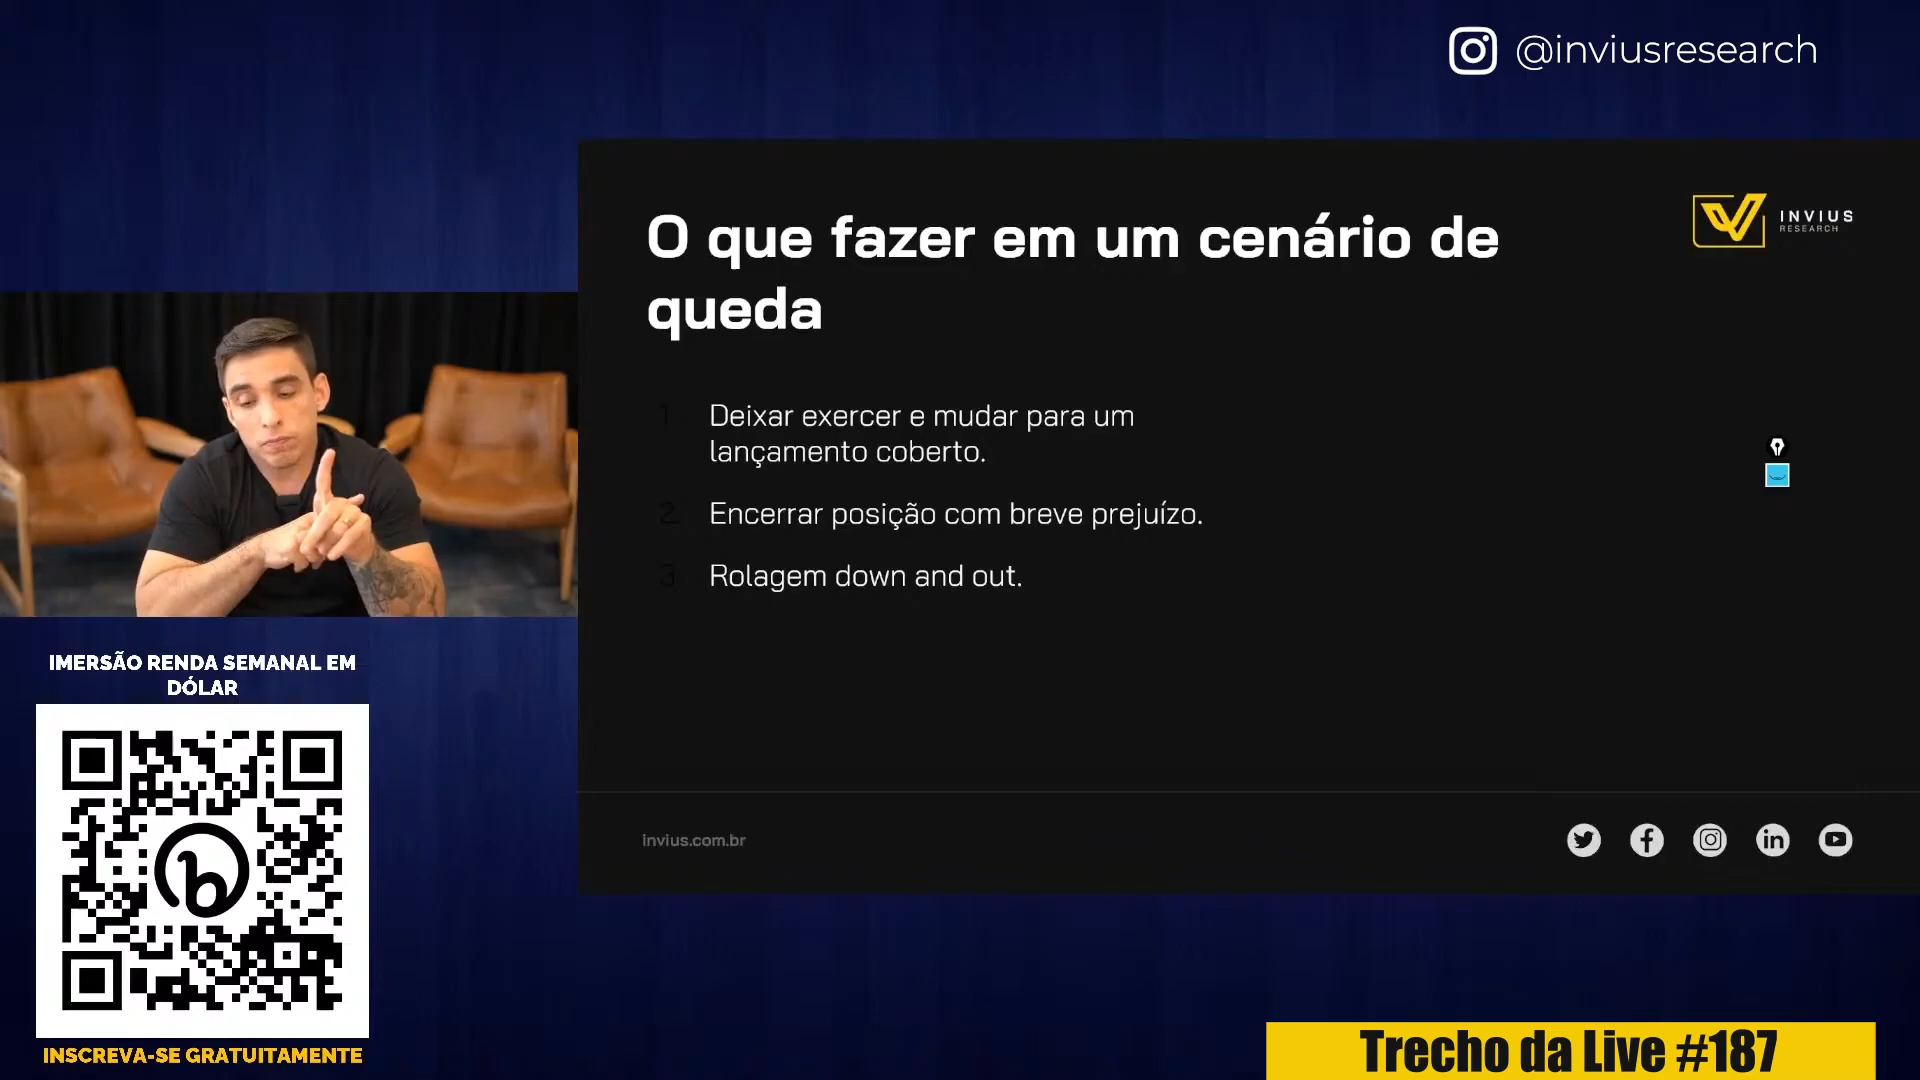 @inviusresearch
O que fazer em um cenário de
queda
INVIUS
RESEARCH
1. Deixar exercer e mudar para um
lançamento coberto.
2. Encerrar posição com breve prejuízo.
3. Rolagem down and out.
IMERSÃO RENDA SEMANAL EM
DÓLAR
INSCREVA-SE GRATUITAMENTE
invius.com.br
Trecho da Live #187